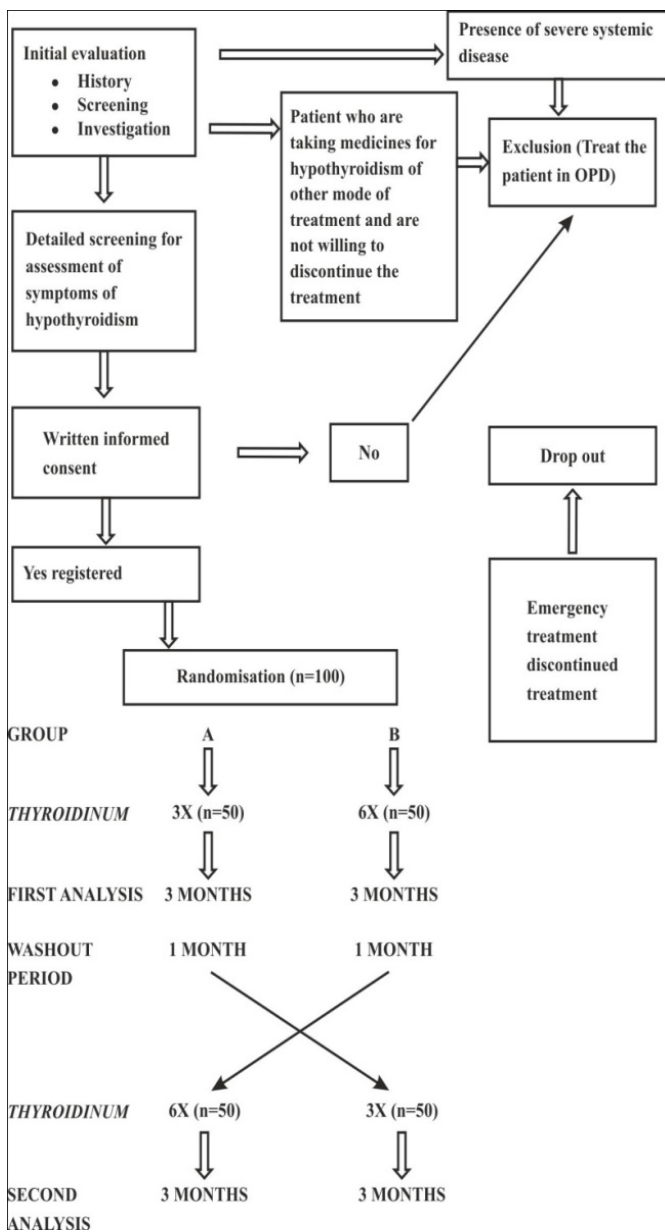 Initial evaluation
• History
• Screening
• Investigation
Presence of severe systemic
disease
Patient who are
taking medicines for
hypothyroidism of
other mode of
treatment and are
not willing to
discontinue the
treatment
Exclusion (Treat the
patient in OPD)
Detailed screening for
assessment of
symptoms of
hypothyroidism
Written informed
consent
No
Drop out
Yes registered
Emergency
treatment
discontinued
treatment
Randomisation (n=100)
GROUP A B
THYROIDINUM 3X (n=50) 6X (n=50)
FIRST ANALYSIS 3 MONTHS 3 MONTHS
WASHOUT 1 MONTH 1 MONTH
PERIOD
THYROIDINUM 6X (n=50) 3X (n=50)
SECOND 3 MONTHS 3 MONTHS
ANALYSIS